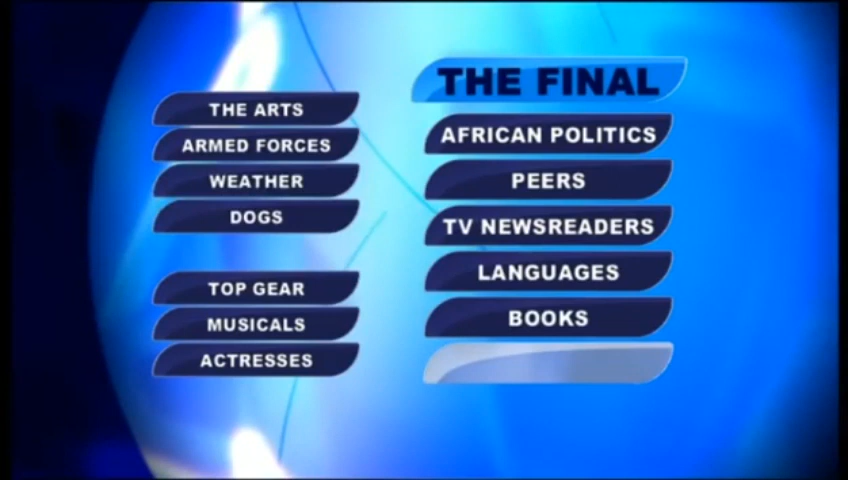 THE ARTS
ARMED FORCES
WEATHER
DOGS
TOP GEAR
MUSICALS
ACTRESSES
THE FINAL
AFRICAN POLITICS
PEERS
TV NEWSREADERS
LANGUAGES
BOOKS